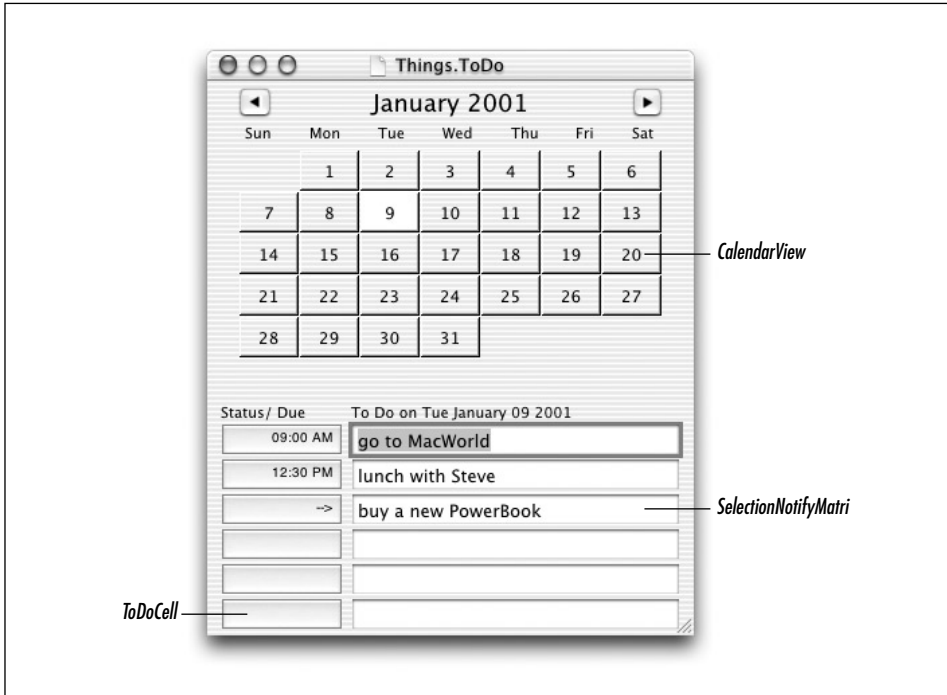 Things.ToDo
January 2001
Sun Mon Tue Wed Thu Fri Sat
1 2 3 4 5 6
7 8 9 10 11 12 13
14 15 16 17 18 19 20
CalendarView
21 22 23 24 25 26 27
28 29 30 31
Status/ Due To Do on Tue January 09 2001
09:00 AM go to MacWorld
12:30 PM lunch with Steve
--> buy a new PowerBook
SelectionNotifyMatri
ToDoCell